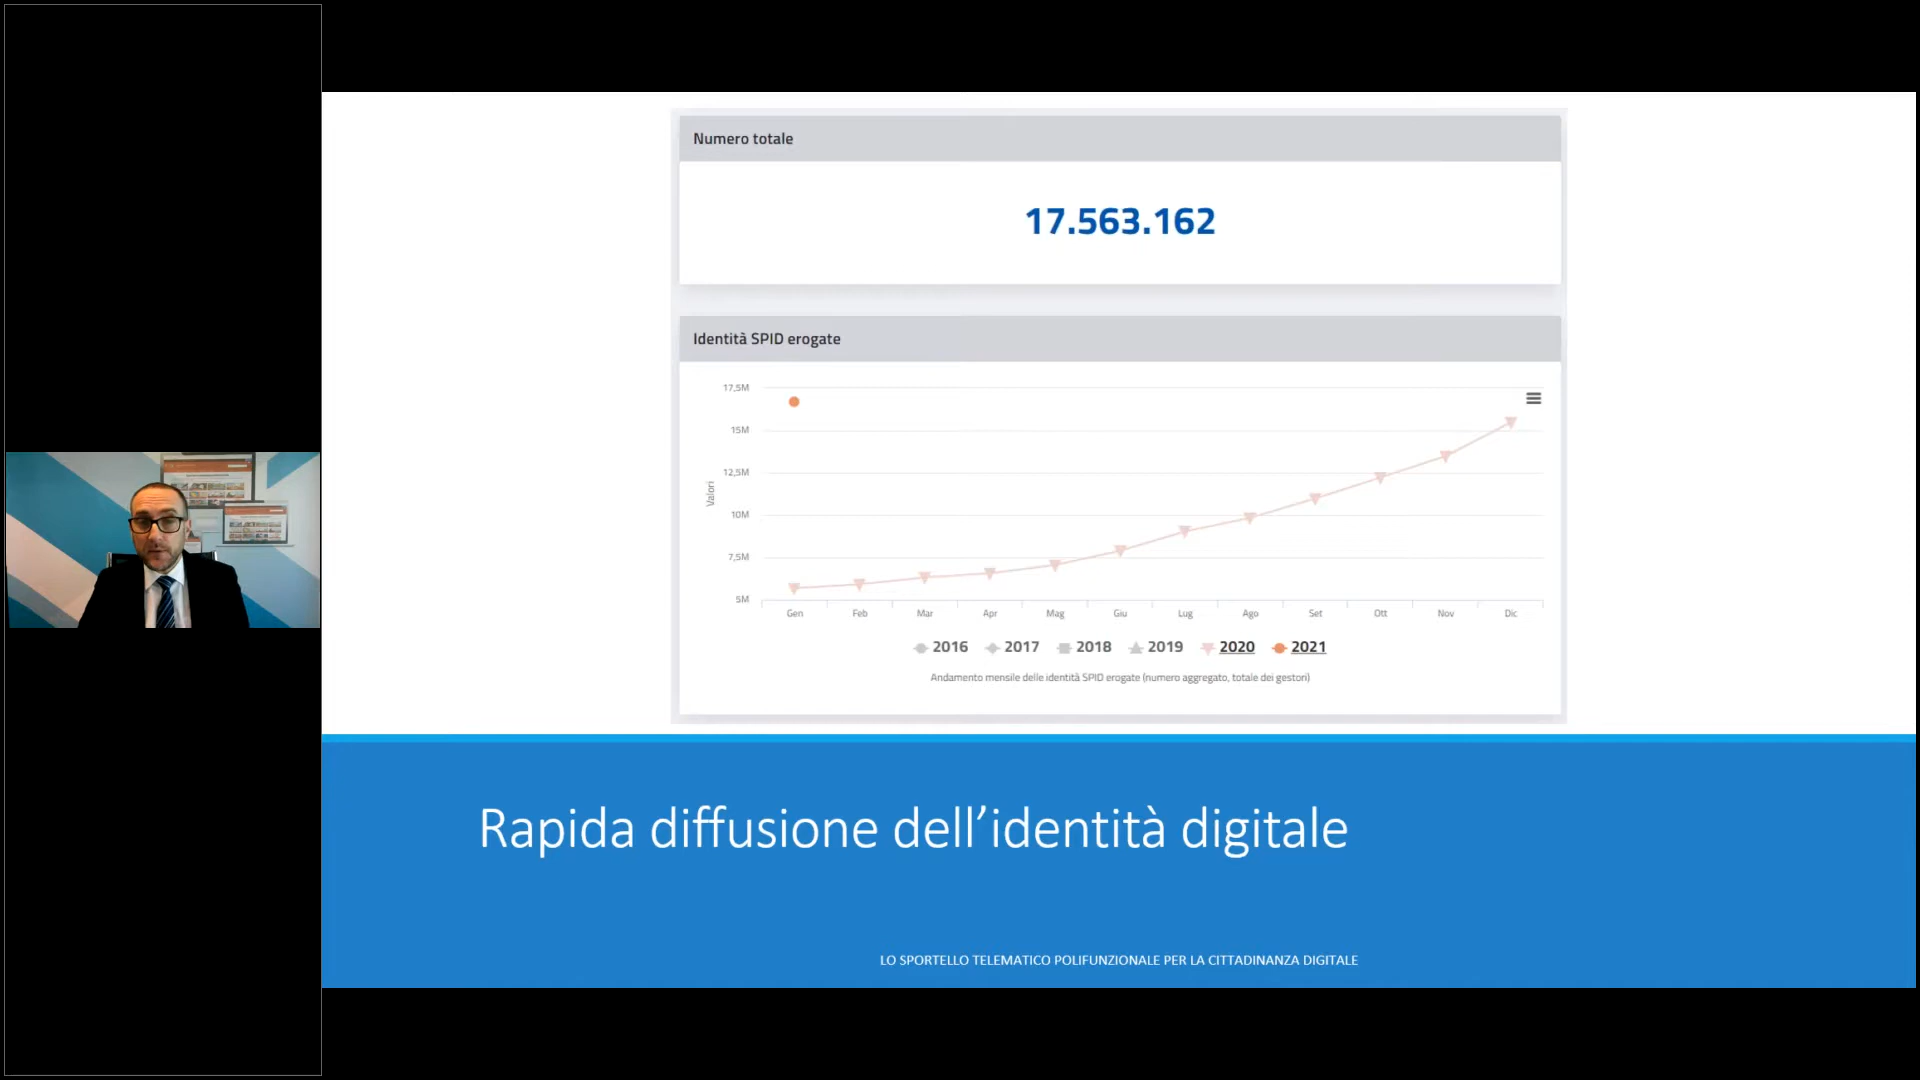 Numero totale
17.563.162
Identità SPID erogate
17,5M
15M
12,5M
10M
7,5M
5M
Valori
Gen Feb Mar Apr Mag Giu Lug Ago Set Ott Nov Dic
2016 2017 2018 2019 2020 2021
Andamento mensile delle identità SPID erogate (numero aggregato, totale dei gestori)
Rapida diffusione dell’identità digitale
LO SPORTELLO TELEMATICO POLIFUNZIONALE PER LA CITTADINANZA DIGITALE